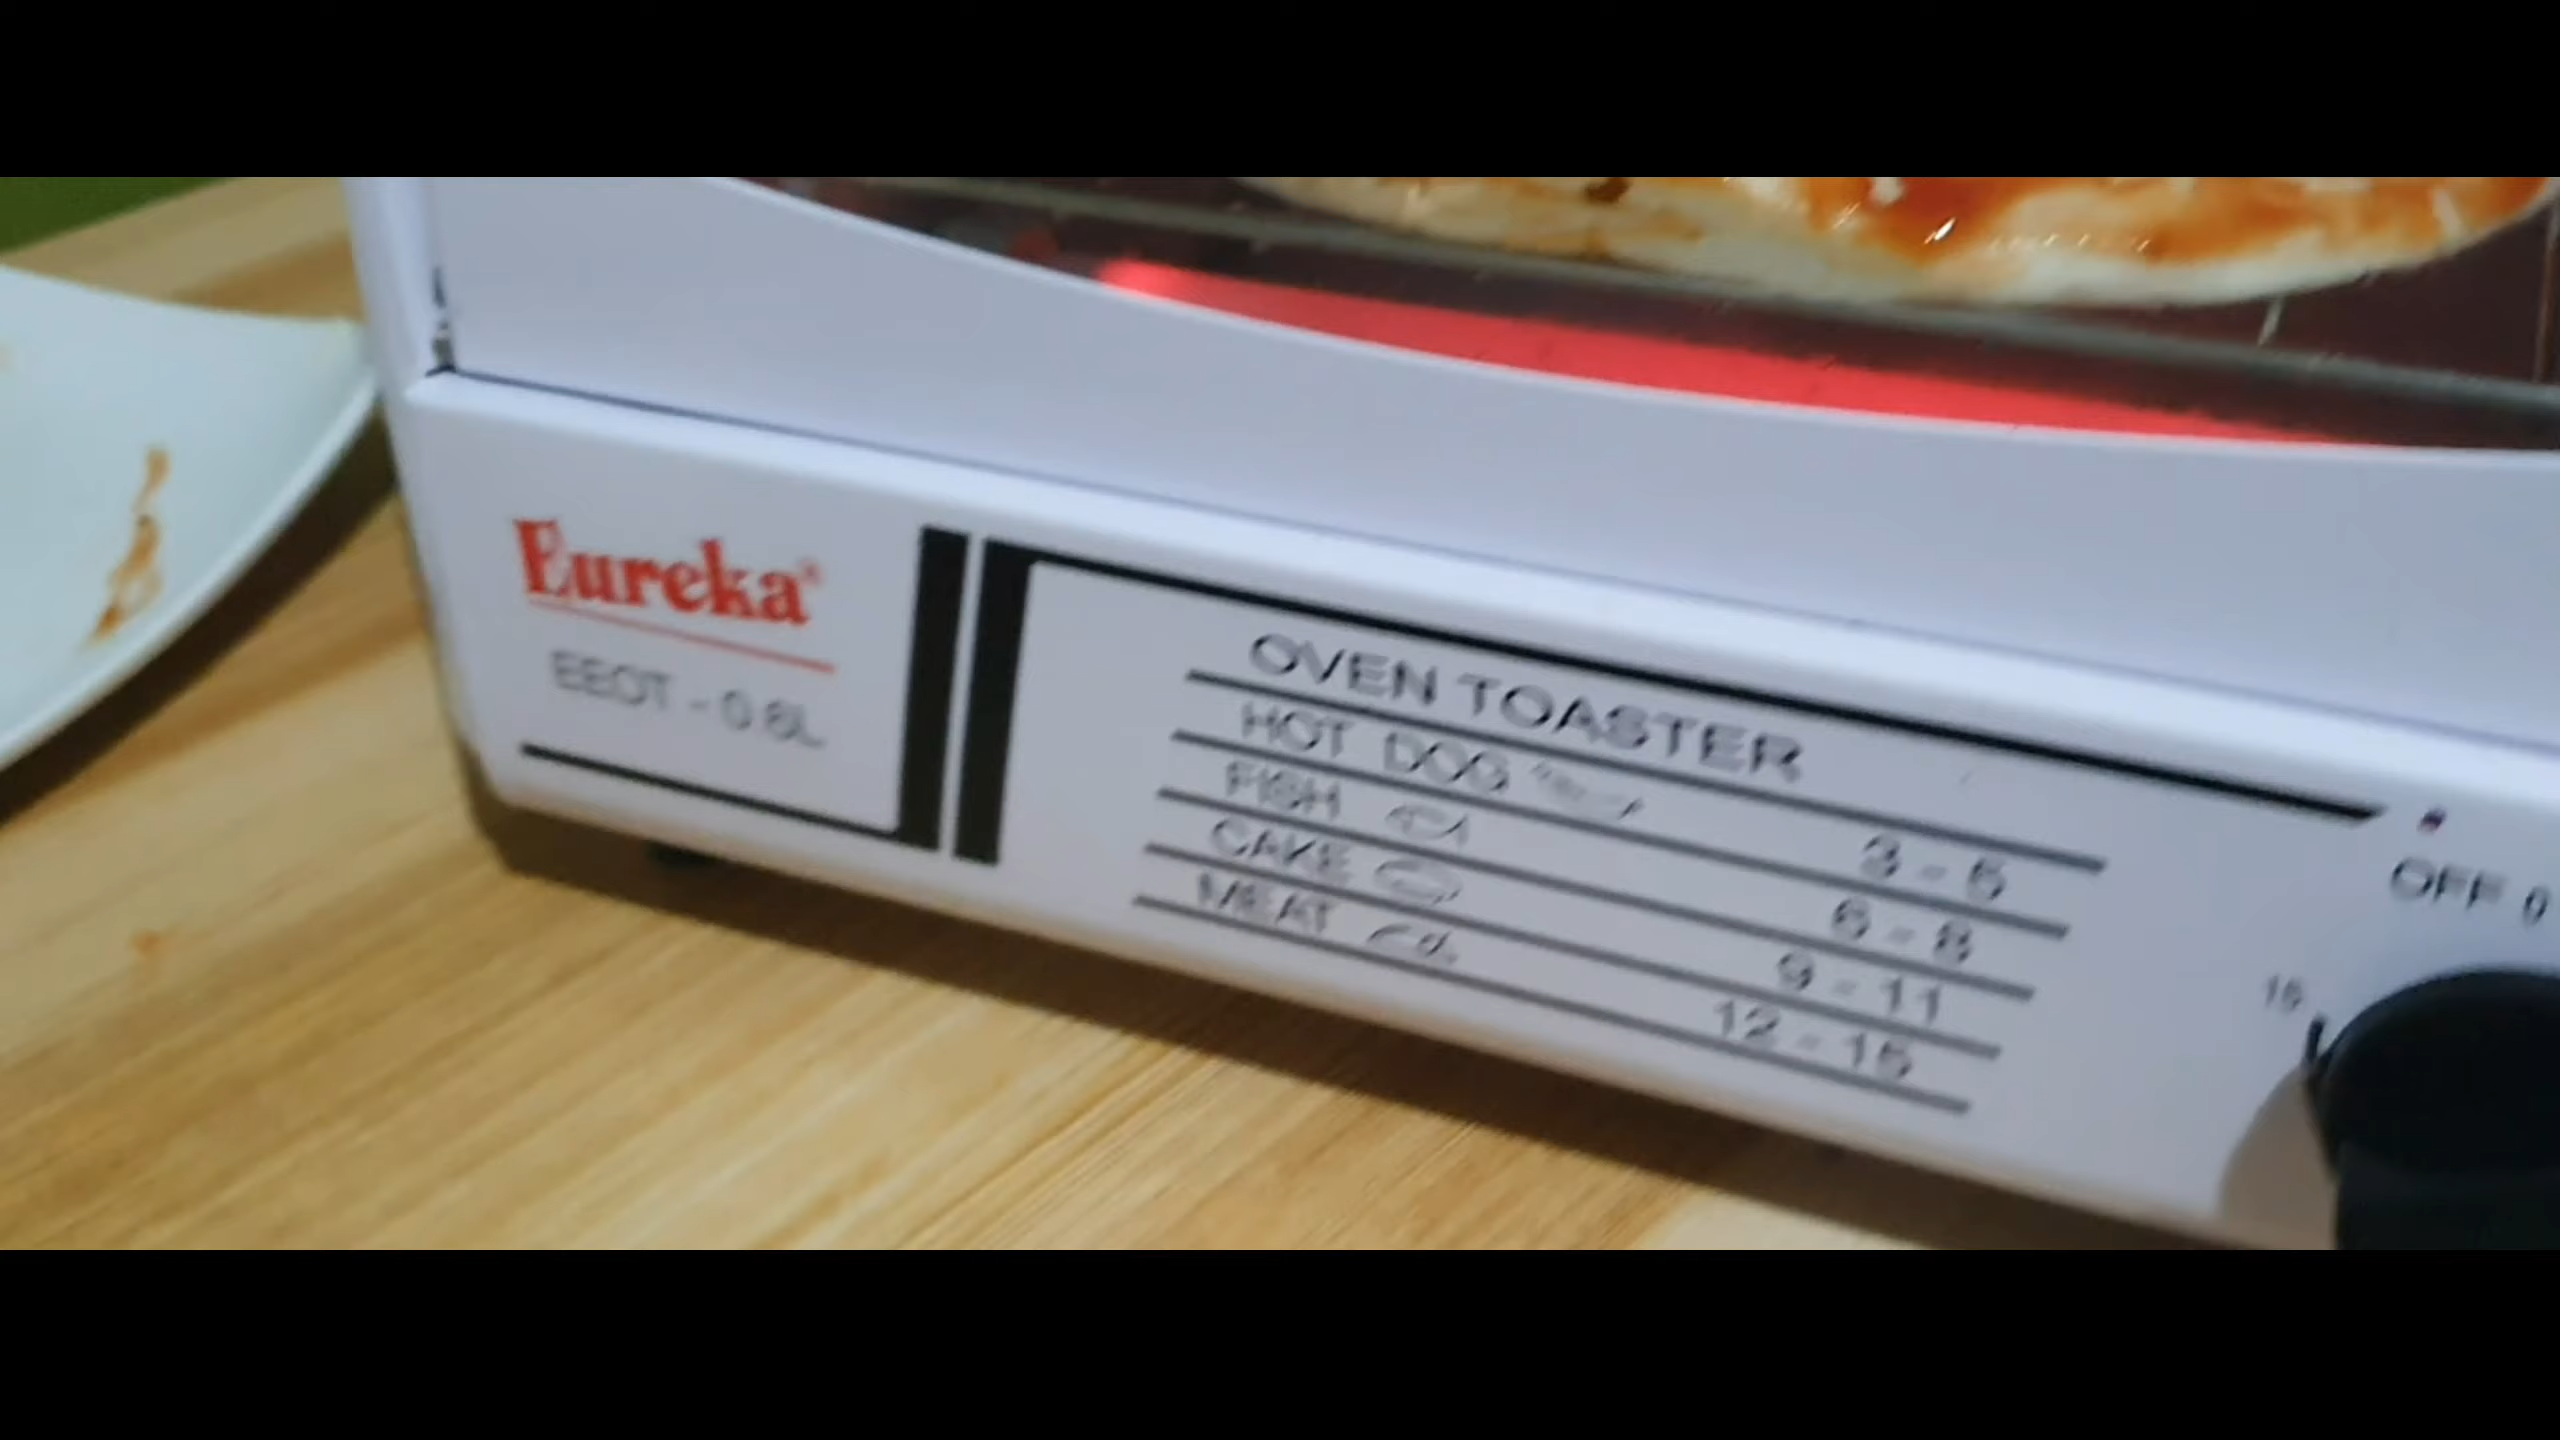 Eureka®
EEOT - 0.6L
OVEN TOASTER
HOT DOG 3 - 5
FISH 6 - 8
CAKE 9 - 11
MEAT 12 - 15
OFF 0
15